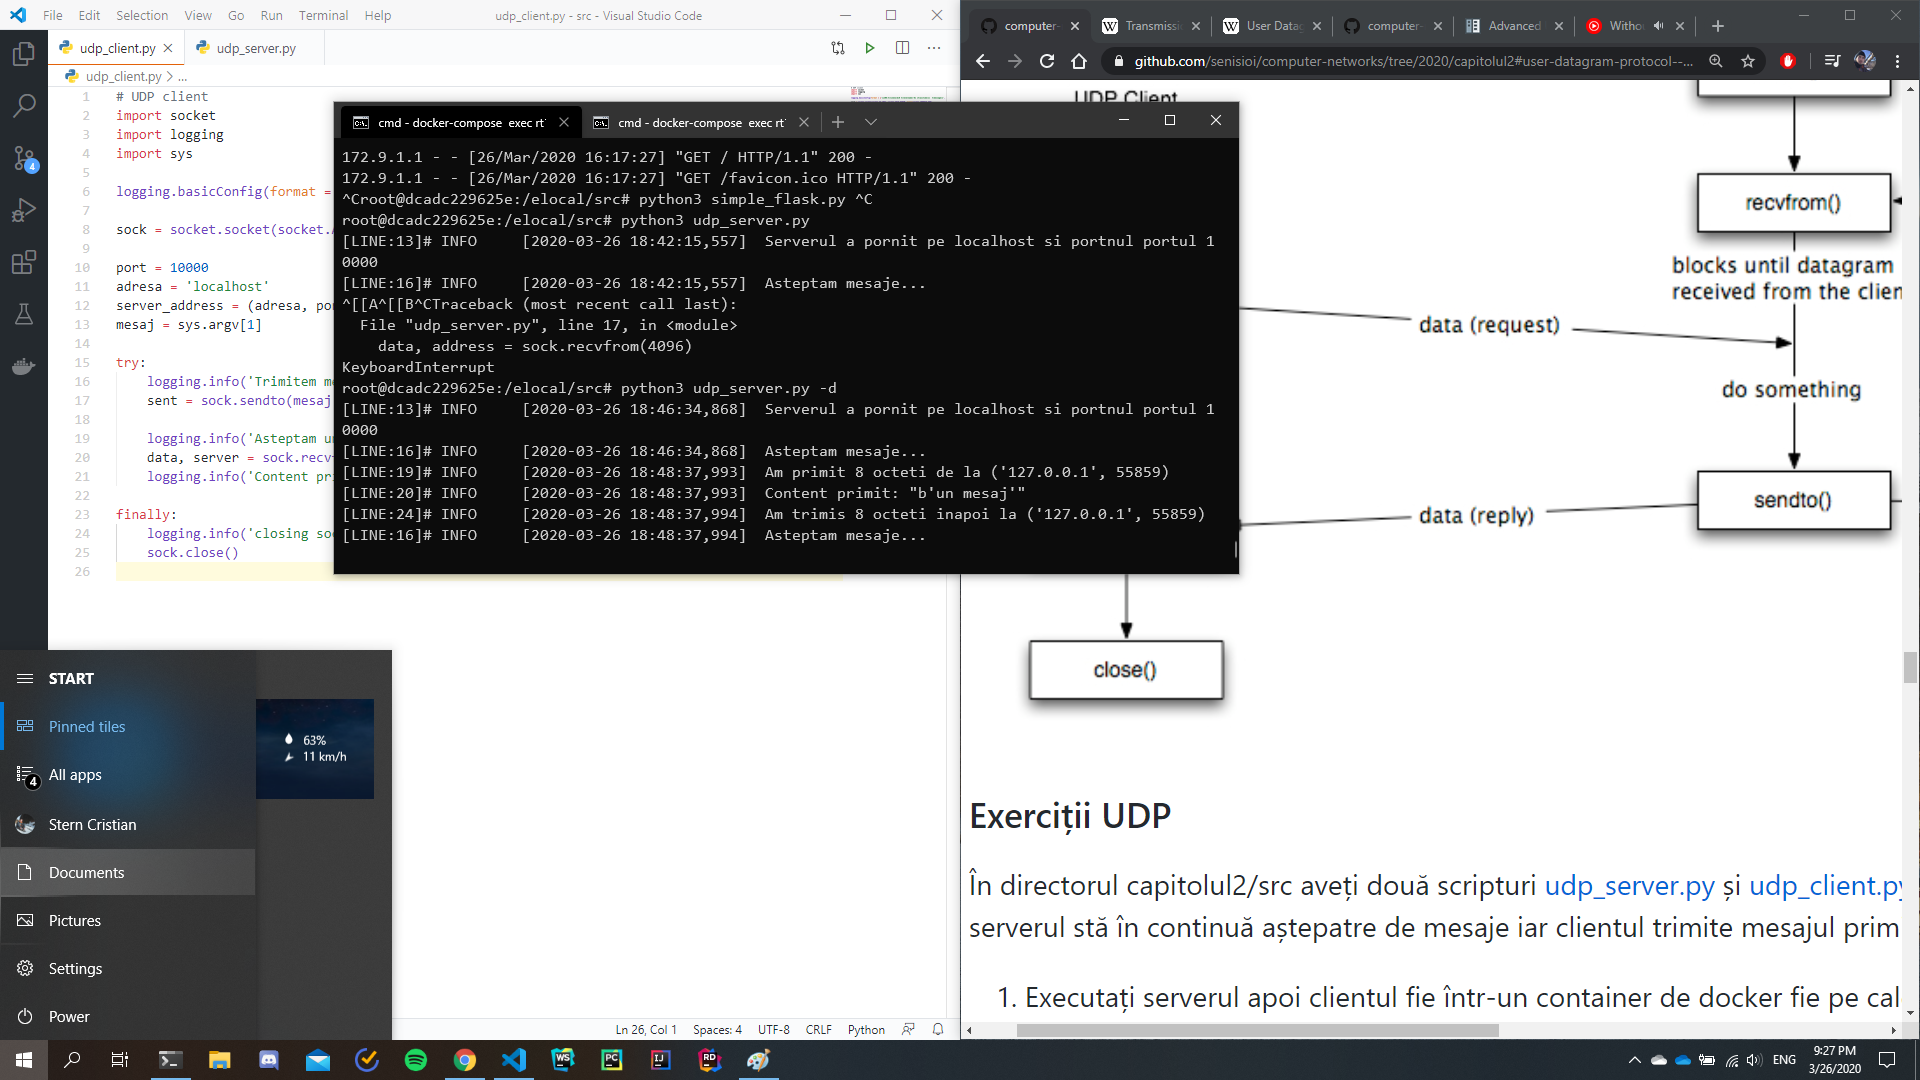 File Edit Selection View Go Run Terminal Help
udp_client.py - src - Visual Studio Code
udp_client.py
udp_server.py
udp_client.py > ...
1 # UDP client
2 import socket
3 import logging
4 import sys
5
6 logging.basicConfig(format =
7
8 sock = socket.socket(socket.
9
10 port = 10000
11 adresa = 'localhost'
12 server_address = (adresa, po
13 mesaj = sys.argv[1]
14
15 try:
16 logging.info('Trimitem m
17 sent = sock.sendto(mesaj
18
19 logging.info('Asteptam u
20 data, server = sock.recv
21 logging.info('Content pr
22
23 finally:
24 logging.info('closing so
25 sock.close()
26
4
cmd - docker-compose exec rt
cmd - docker-compose exec rt
172.9.1.1 - - [26/Mar/2020 16:17:27] "GET / HTTP/1.1" 200 -
172.9.1.1 - - [26/Mar/2020 16:17:27] "GET /favicon.ico HTTP/1.1" 200 -
^Croot@dcadc229625e:/elocal/src# python3 simple_flask.py ^C
root@dcadc229625e:/elocal/src# python3 udp_server.py
[LINE:13]# INFO [2020-03-26 18:42:15,557] Serverul a pornit pe localhost si portnul portul 1
0000
[LINE:16]# INFO [2020-03-26 18:42:15,557] Asteptam mesaje...
^[[A^[[B^CTraceback (most recent call last):
File "udp_server.py", line 17, in <module>
data, address = sock.recvfrom(4096)
KeyboardInterrupt
root@dcadc229625e:/elocal/src# python3 udp_server.py -d
[LINE:13]# INFO [2020-03-26 18:46:34,868] Serverul a pornit pe localhost si portnul portul 1
0000
[LINE:16]# INFO [2020-03-26 18:46:34,868] Asteptam mesaje...
[LINE:19]# INFO [2020-03-26 18:48:37,993] Am primit 8 octeti de la ('127.0.0.1', 55859)
[LINE:20]# INFO [2020-03-26 18:48:37,993] Content primit: "b'un mesaj'"
[LINE:24]# INFO [2020-03-26 18:48:37,994] Am trimis 8 octeti inapoi la ('127.0.0.1', 55859)
[LINE:16]# INFO [2020-03-26 18:48:37,994] Asteptam mesaje...
START
Pinned tiles
All apps
4
Stern Cristian
Documents
Pictures
Settings
Power
63%
11 km/h
Ln 26, Col 1 Spaces: 4 UTF-8 CRLF Python
computer-
Transmissi
User Datag
computer-
Advanced
Witho
github.com/senisioi/computer-networks/tree/2020/capitolul2#user-datagram-protocol--...
UDP Client
recvfrom()
blocks until datagram
received from the clien
data (request)
do something
sendto()
data (reply)
close()
Exerciții UDP
În directorul capitolul2/src aveți două scripturi udp_server.py și udp_client.py
serverul stă în continuă aștepatre de mesaje iar clientul trimite mesajul prim
1. Executați serverul apoi clientul fie într-un container de docker fie pe cal
WS
PC
IJ
RD
ENG
9:27 PM
3/26/2020